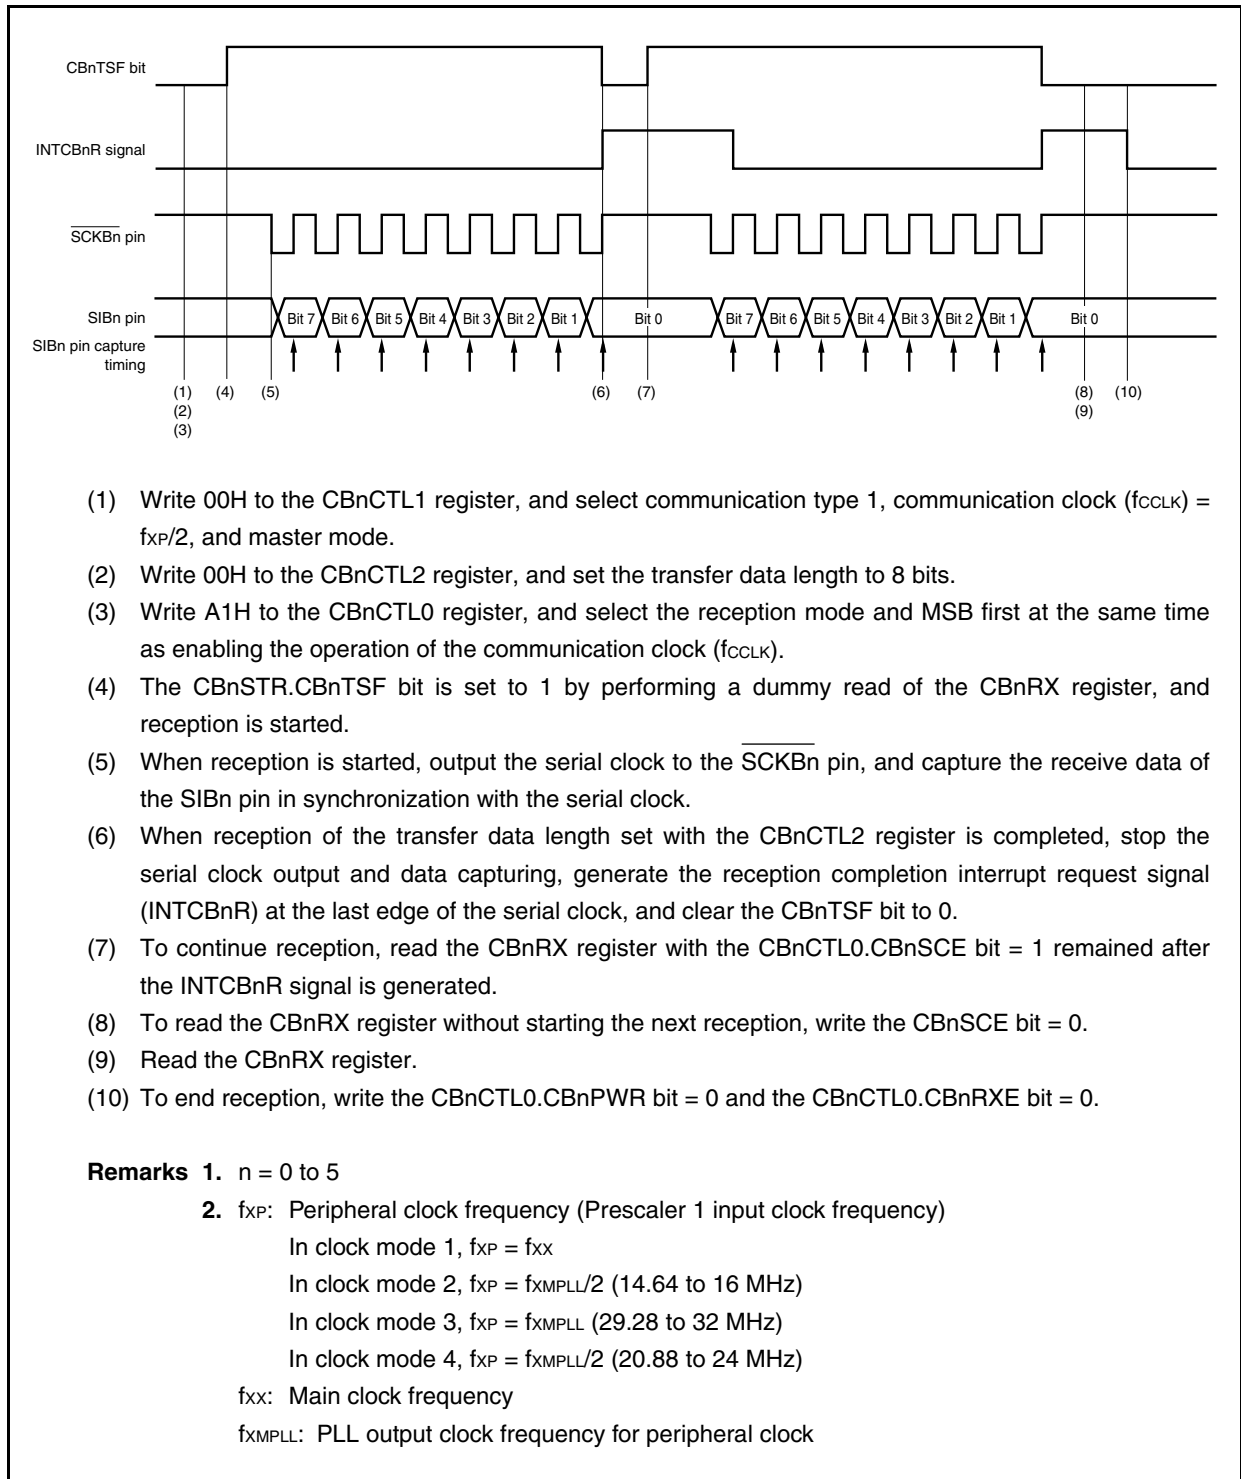 CBnTSF bit
INTCBnR signal
SCKBn pin
SIBn pin
Bit 7 Bit 6 Bit 5 Bit 4 Bit 3 Bit 2 Bit 1 Bit 0 Bit 7 Bit 6 Bit 5 Bit 4 Bit 3 Bit 2 Bit 1 Bit 0
SIBn pin capture
timing
(1) (4) (5) (6) (7) (8) (10)
(2) (9)
(3)
(1) Write 00H to the CBnCTL1 register, and select communication type 1, communication clock (fCCLK) =
fXP/2, and master mode.
(2) Write 00H to the CBnCTL2 register, and set the transfer data length to 8 bits.
(3) Write A1H to the CBnCTL0 register, and select the reception mode and MSB first at the same time
as enabling the operation of the communication clock (fCCLK).
(4) The CBnSTR.CBnTSF bit is set to 1 by performing a dummy read of the CBnRX register, and
reception is started.
(5) When reception is started, output the serial clock to the SCKBn pin, and capture the receive data of
the SIBn pin in synchronization with the serial clock.
(6) When reception of the transfer data length set with the CBnCTL2 register is completed, stop the
serial clock output and data capturing, generate the reception completion interrupt request signal
(INTCBnR) at the last edge of the serial clock, and clear the CBnTSF bit to 0.
(7) To continue reception, read the CBnRX register with the CBnCTL0.CBnSCE bit = 1 remained after
the INTCBnR signal is generated.
(8) To read the CBnRX register without starting the next reception, write the CBnSCE bit = 0.
(9) Read the CBnRX register.
(10) To end reception, write the CBnCTL0.CBnPWR bit = 0 and the CBnCTL0.CBnRXE bit = 0.
Remarks 1. n = 0 to 5
2. fXP: Peripheral clock frequency (Prescaler 1 input clock frequency)
In clock mode 1, fXP = fXX
In clock mode 2, fXP = fXMPLL/2 (14.64 to 16 MHz)
In clock mode 3, fXP = fXMPLL (29.28 to 32 MHz)
In clock mode 4, fXP = fXMPLL/2 (20.88 to 24 MHz)
fXX: Main clock frequency
fXMPLL: PLL output clock frequency for peripheral clock